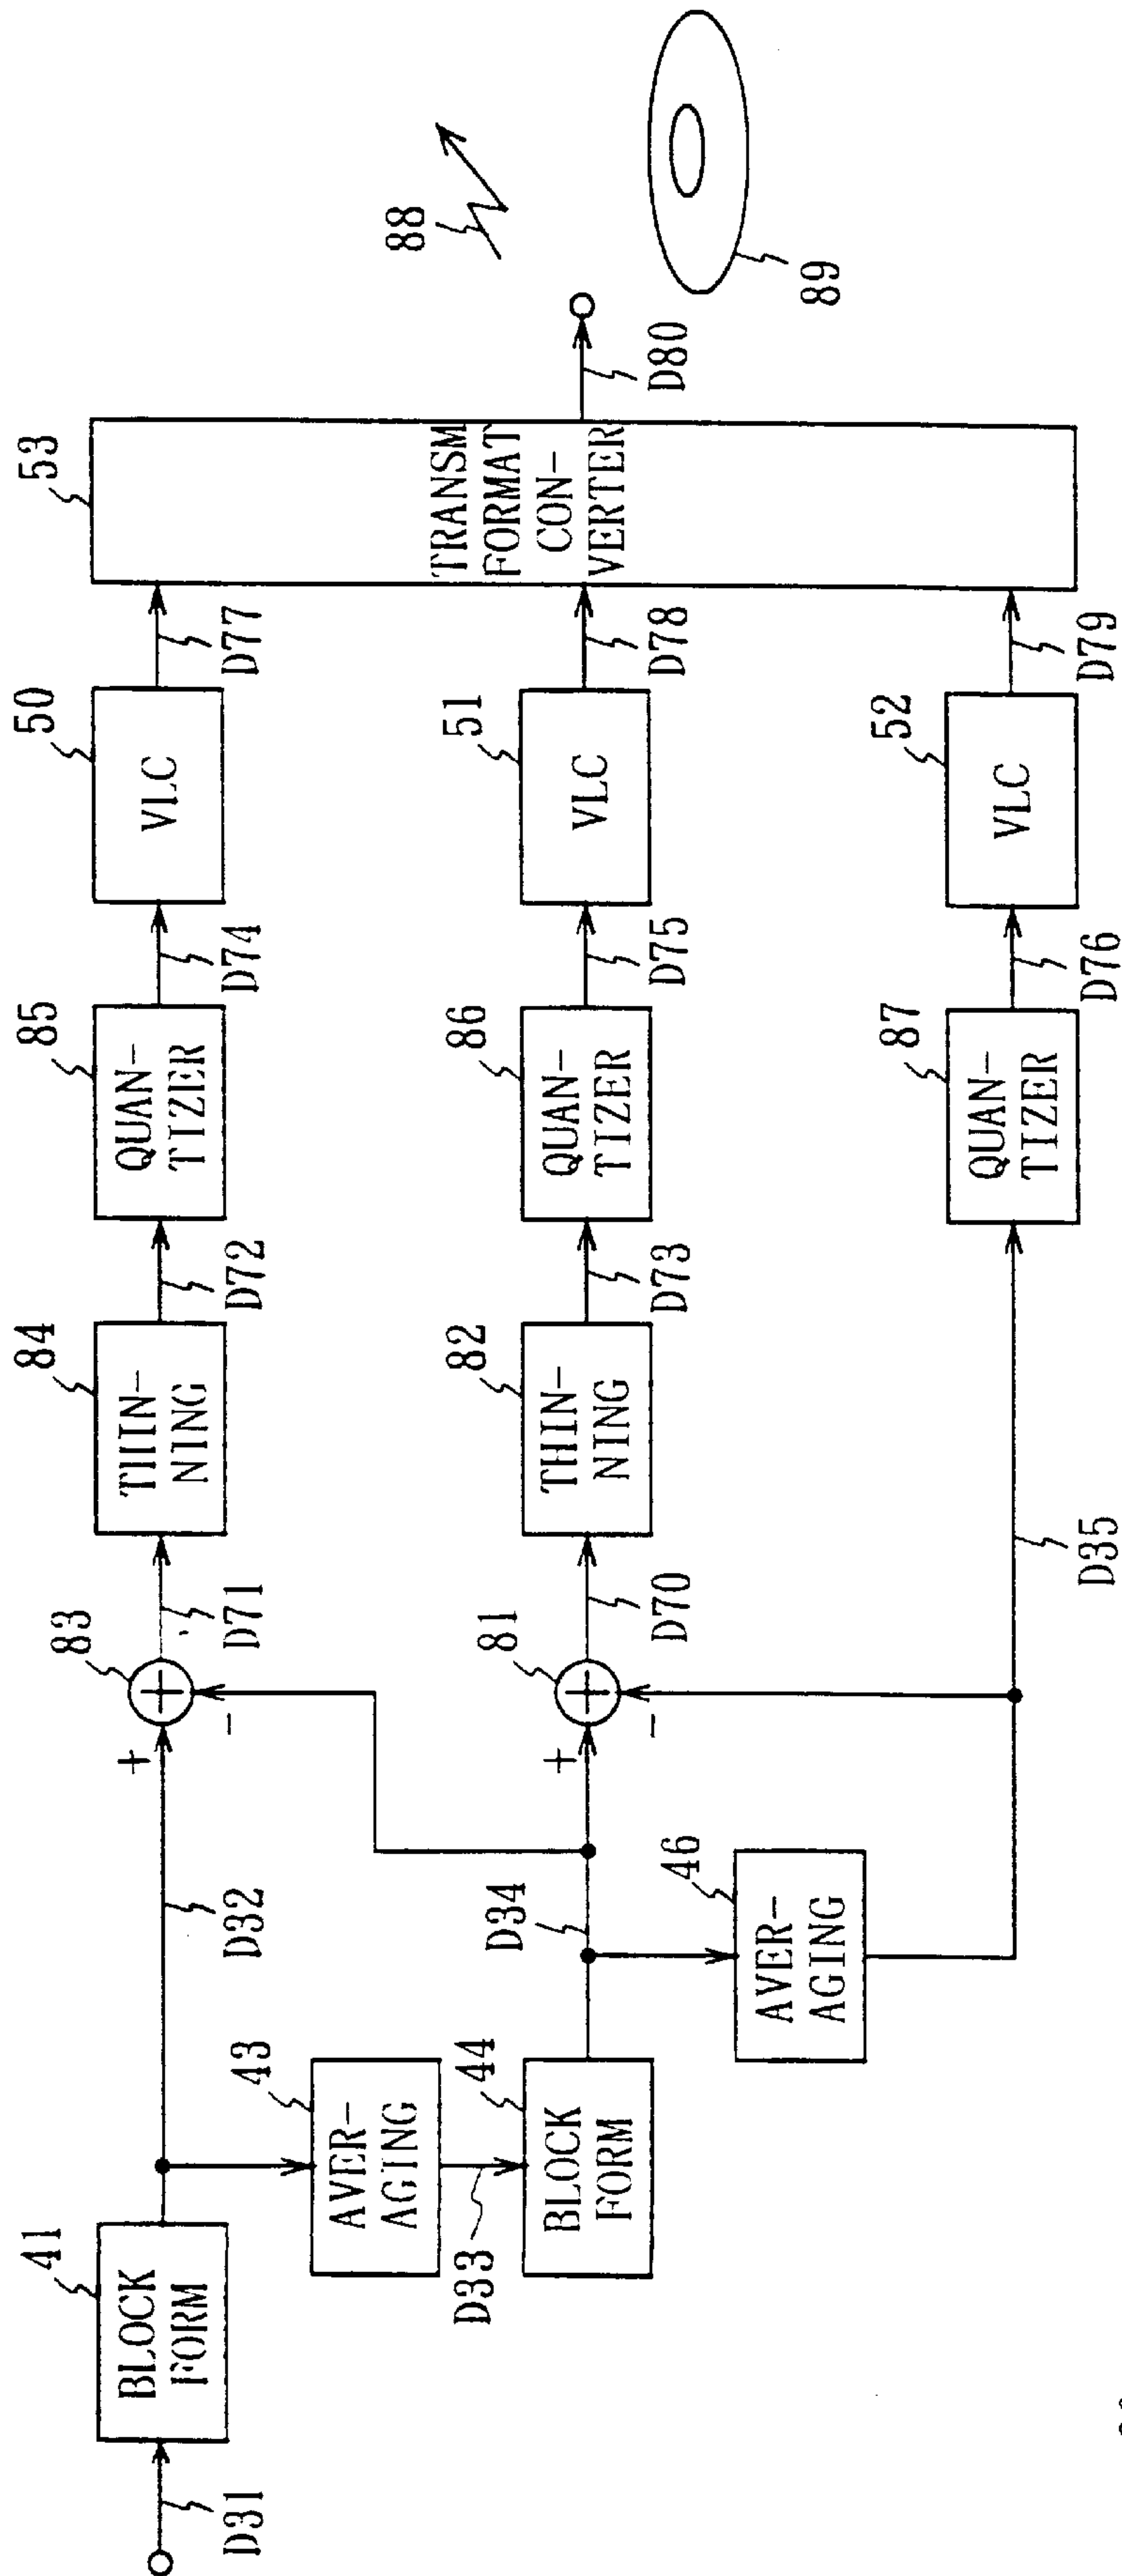 D31
41
BLOCK
FORM
D32
43
AVER-
AGING
D33
44
BLOCK
FORM
D34
46
AVER-
AGING
D35
+
-
83
D71
+
-
81
D70
84
THIN-
NING
D72
82
THIN-
NING
D73
85
QUAN-
TIZER
D74
86
QUAN-
TIZER
D75
87
QUAN-
TIZER
D76
50
VLC
D77
51
VLC
D78
52
VLC
D79
53
TRANSM
FORMAT
CON-
VERTER
D80
88
89